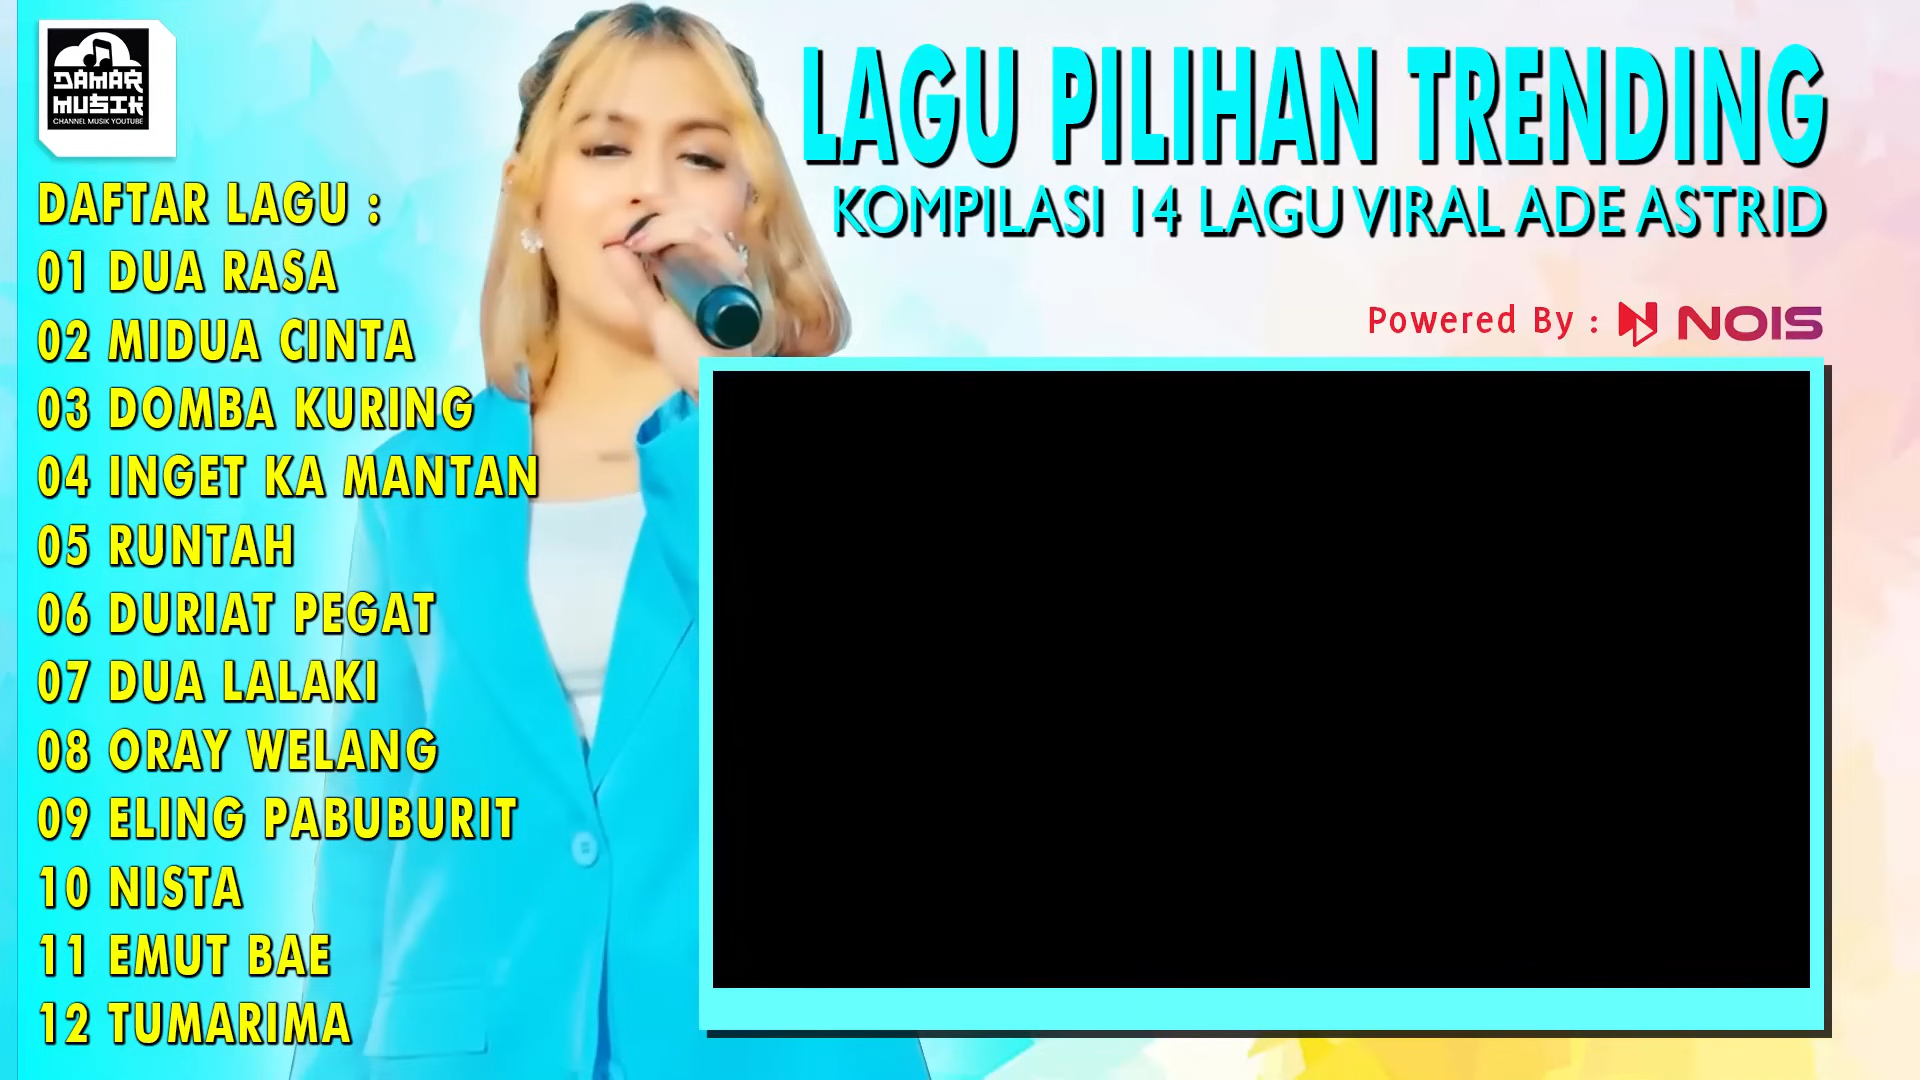 DAMAR
MUSIK
CHANNEL MUSIK YOUTUBE
LAGU PILIHAN TRENDING
KOMPILASI 14 LAGU VIRAL ADE ASTRID
Powered By : NOIS
DAFTAR LAGU :
01 DUA RASA
02 MIDUA CINTA
03 DOMBA KURING
04 INGET KA MANTAN
05 RUNTAH
06 DURIAT PEGAT
07 DUA LALAKI
08 ORAY WELANG
09 ELING PABUBURIT
10 NISTA
11 EMUT BAE
12 TUMARIMA